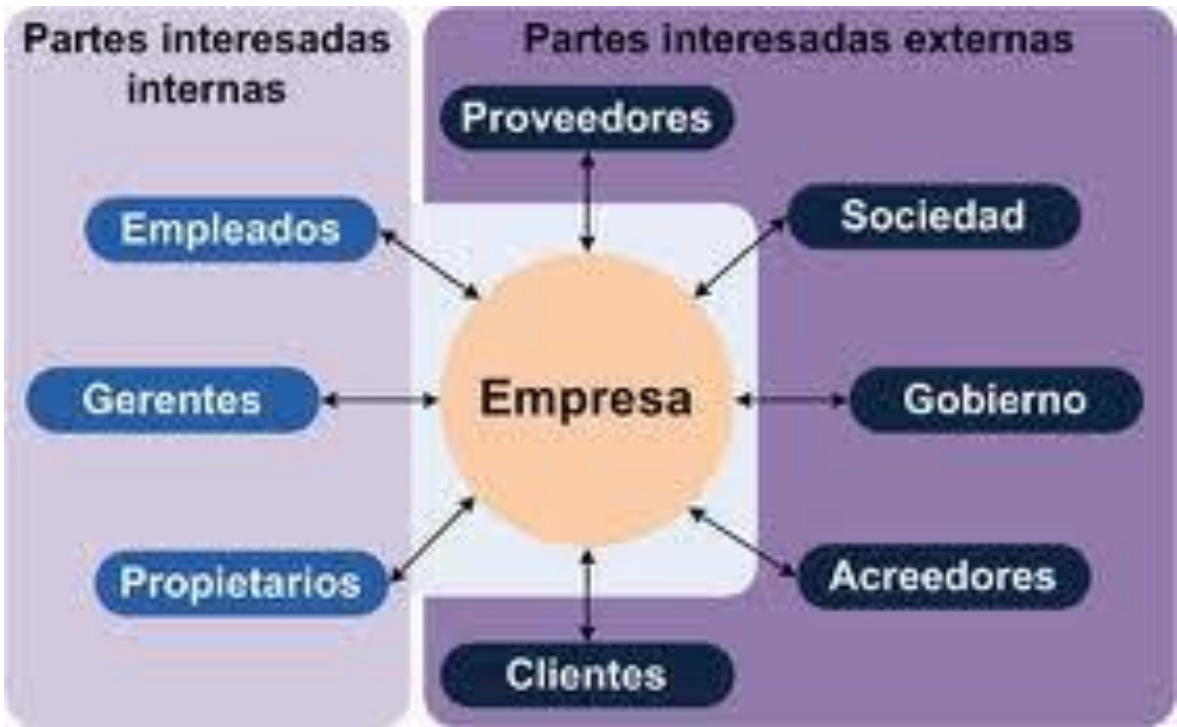 Partes interesadas
internas
Partes interesadas externas
Proveedores
Empleados
Sociedad
Gerentes
Empresa
Gobierno
Propietarios
Acreedores
Clientes